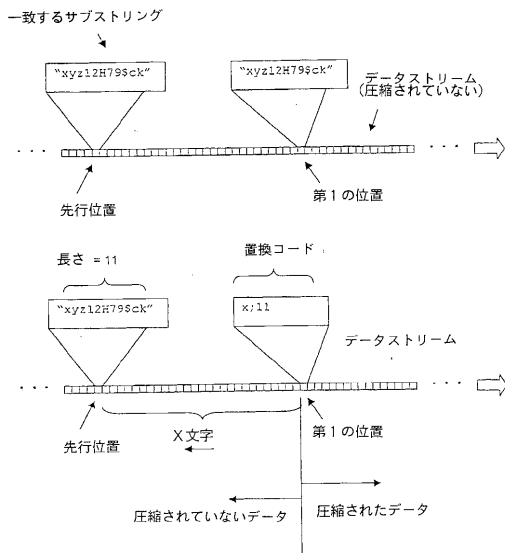 一致するサブストリング
“xyz12H79$ck”
“xyz12H79$ck”
データストリーム
(圧縮されていない)
・・・
・・・
先行位置
第1の位置
長さ = 11
置換コード
“xyz12H79$ck”
x;11
データストリーム
・・・
・・・
先行位置
X文字
第1の位置
圧縮されていないデータ
圧縮されたデータ